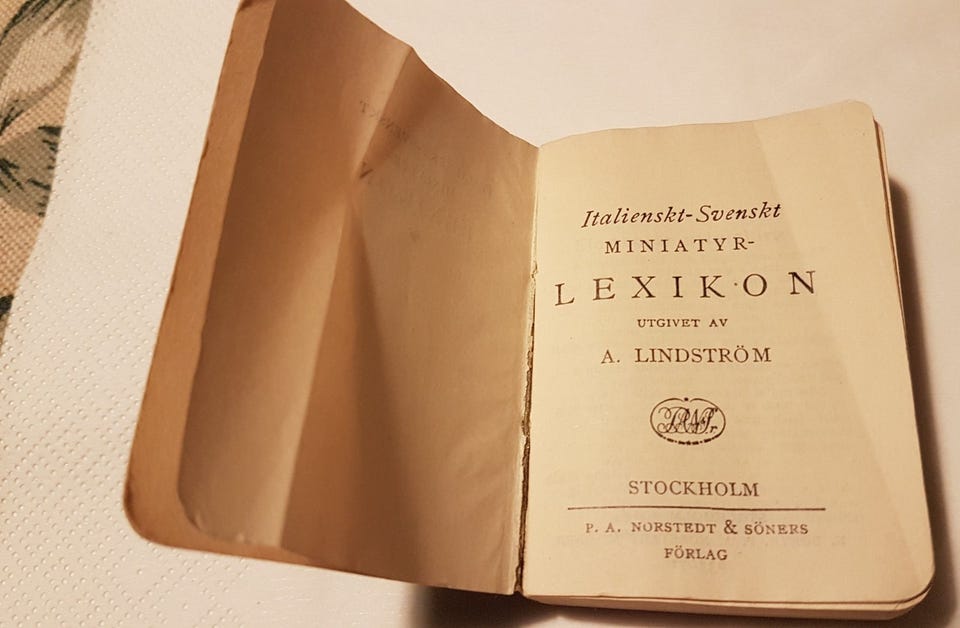 Italienskt-Svenskt
MINIATYR-
LEXIKON
UTGIVET AV
A. LINDSTRÖM
STOCKHOLM
P. A. NORSTEDT & SÖNERS
FÖRLAG